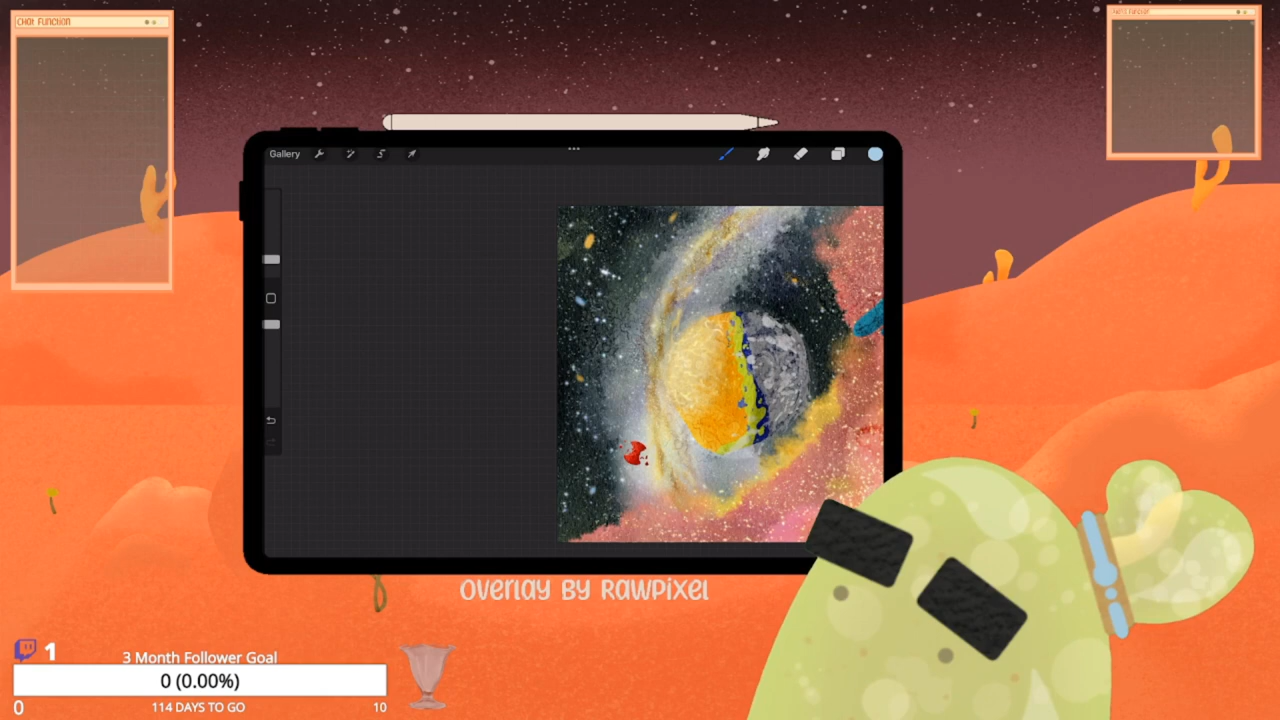 Chat Function
Gallery
Overlay by Rawpixel
1
3 Month Follower Goal
0 (0.00%)
0
114 DAYS TO GO
10